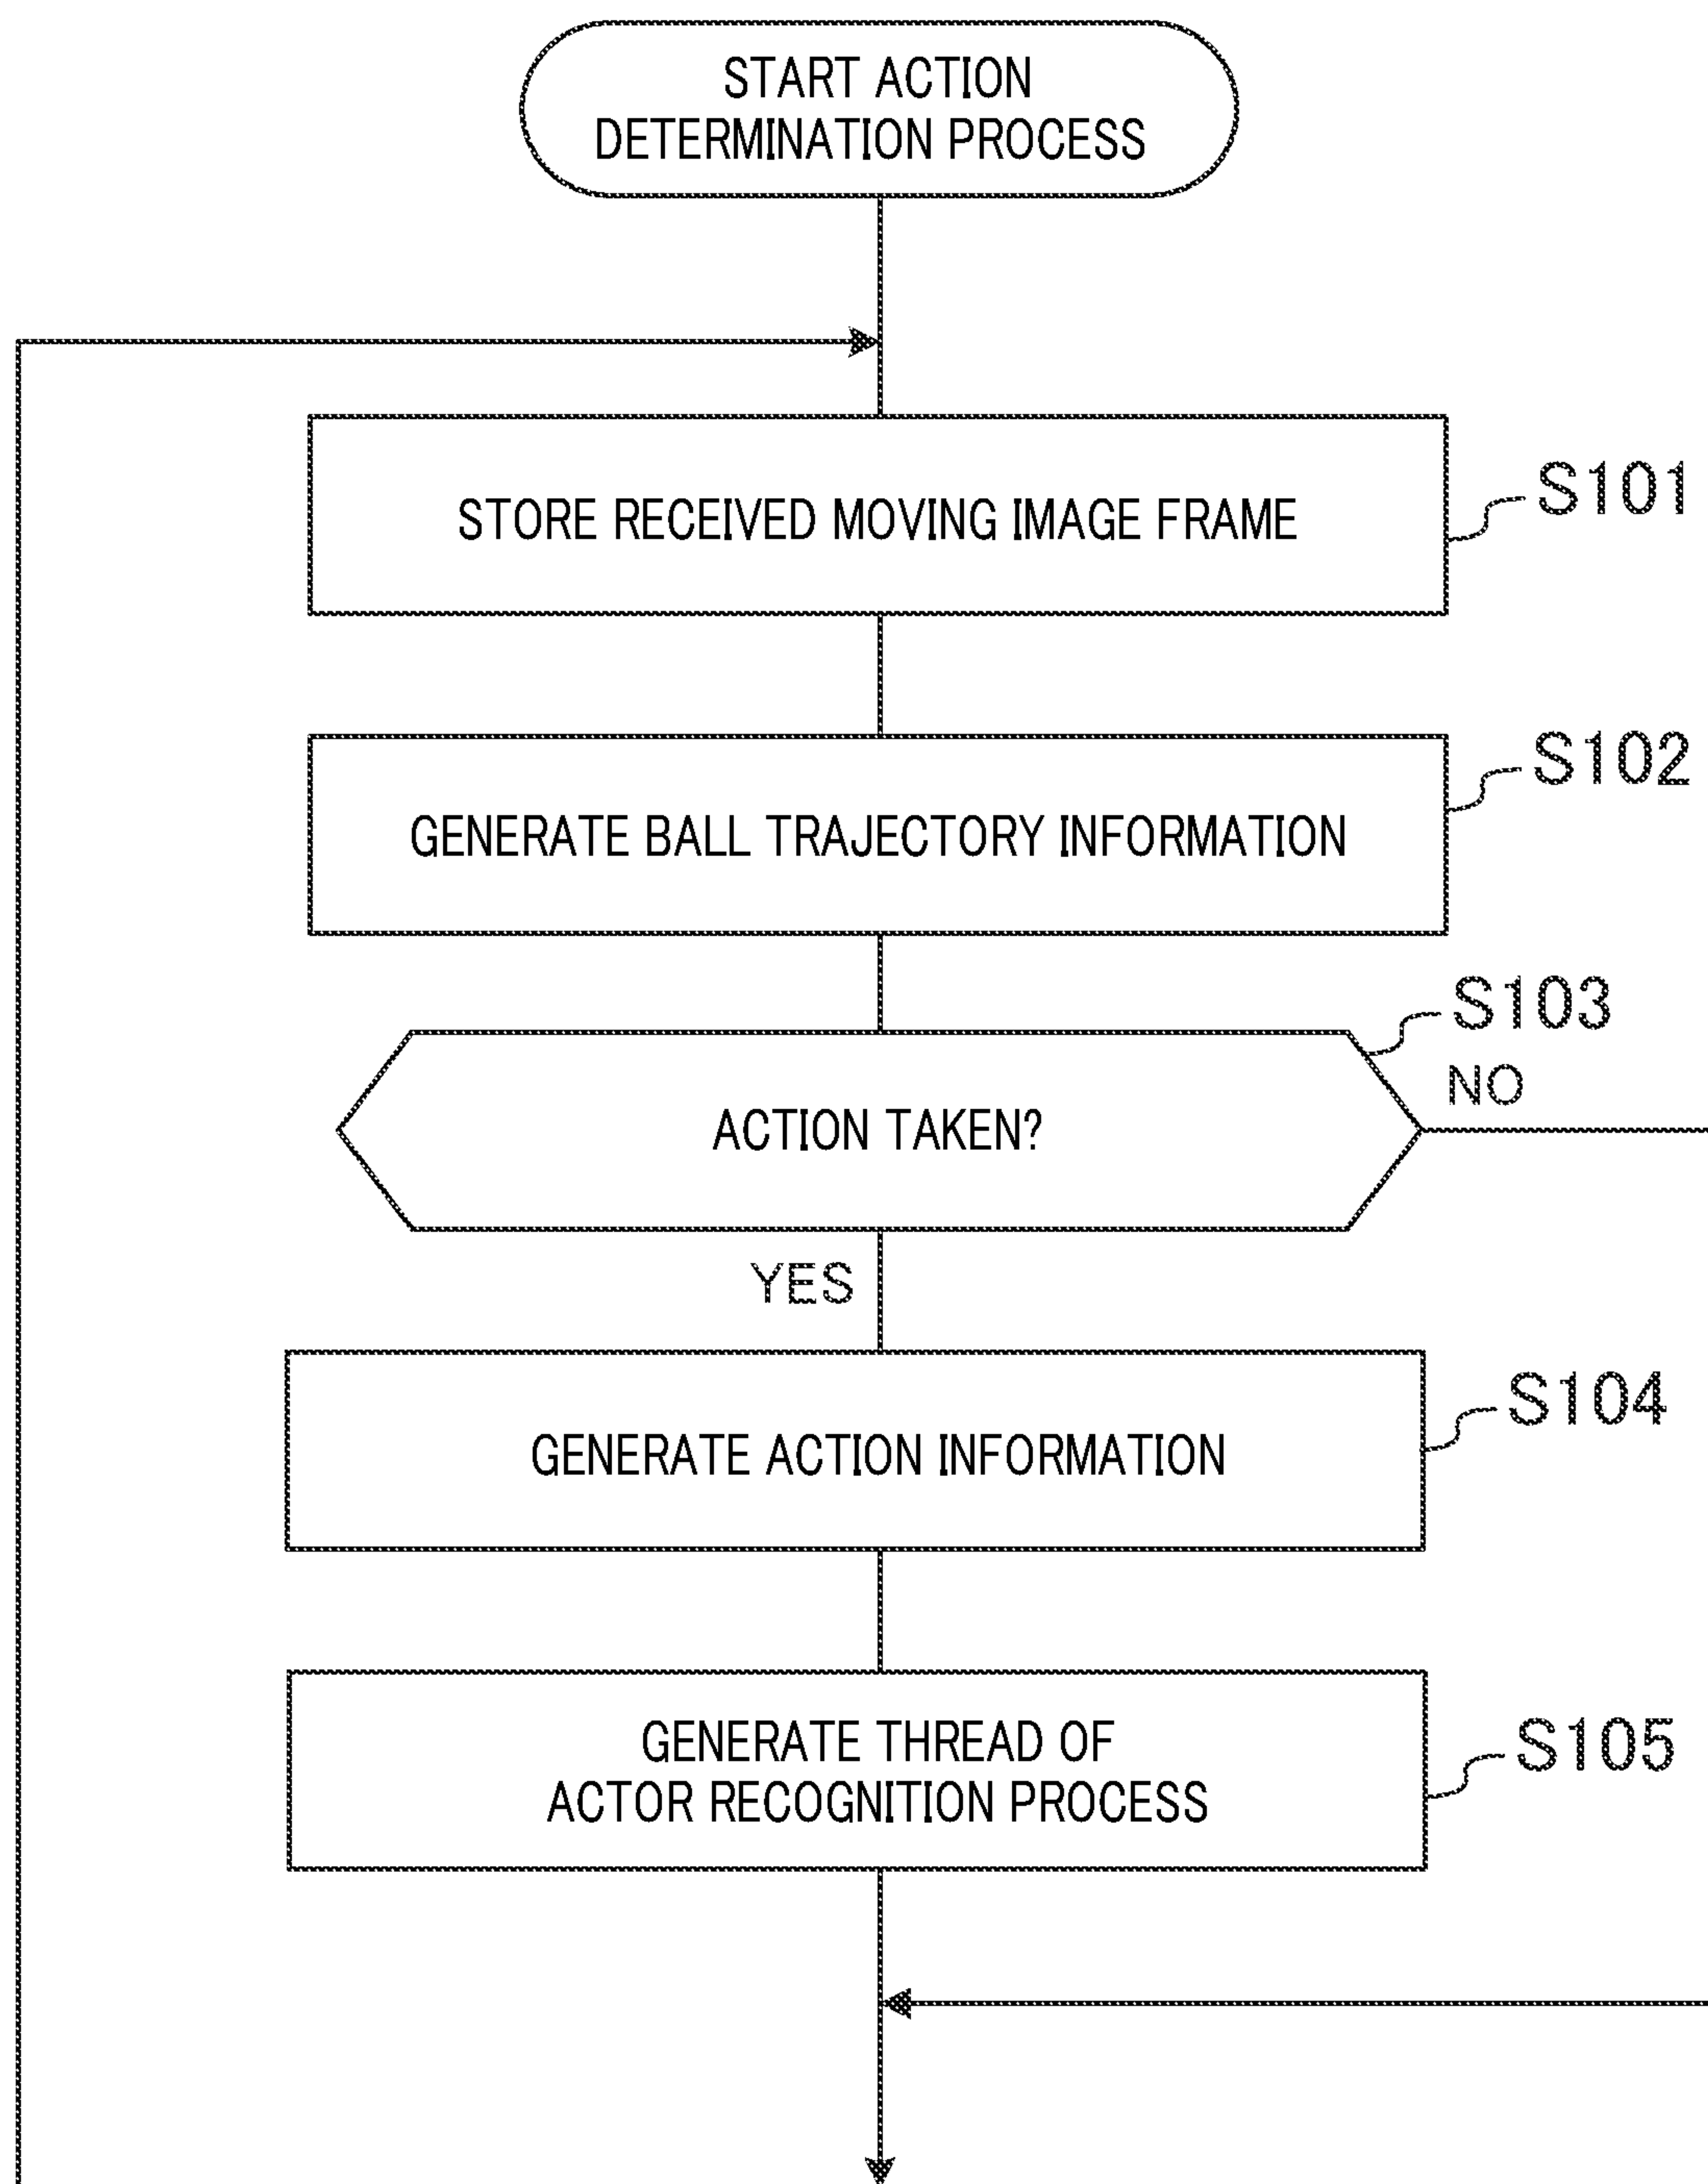 START ACTION
DETERMINATION PROCESS
STORE RECEIVED MOVING IMAGE FRAME
S101
GENERATE BALL TRAJECTORY INFORMATION
S102
ACTION TAKEN?
S103
NO
YES
GENERATE ACTION INFORMATION
S104
GENERATE THREAD OF
ACTOR RECOGNITION PROCESS
S105